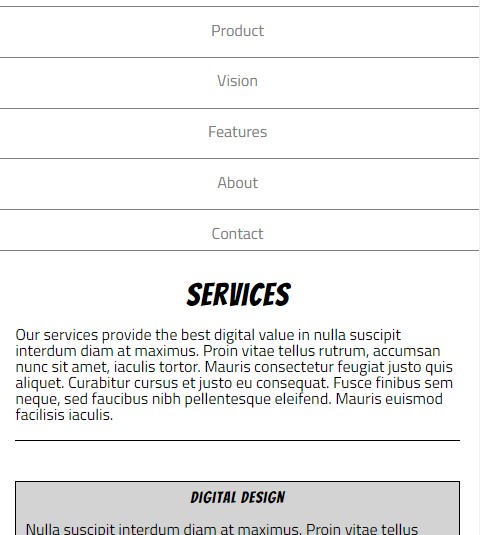 Product
Vision
Features
About
Contact
SERVICES
Our services provide the best digital value in nulla suscipit
interdum diam at maximus. Proin vitae tellus rutrum, accumsan
nunc sit amet, iaculis tortor. Mauris consectetur feugiat justo quis
aliquet. Curabitur cursus et justo eu consequat. Fusce finibus sem
neque, sed faucibus nibh pellentesque eleifend. Mauris euismod
facilisis iaculis.
DIGITAL DESIGN
Nulla suscipit interdum diam at maximus. Proin vitae tellus